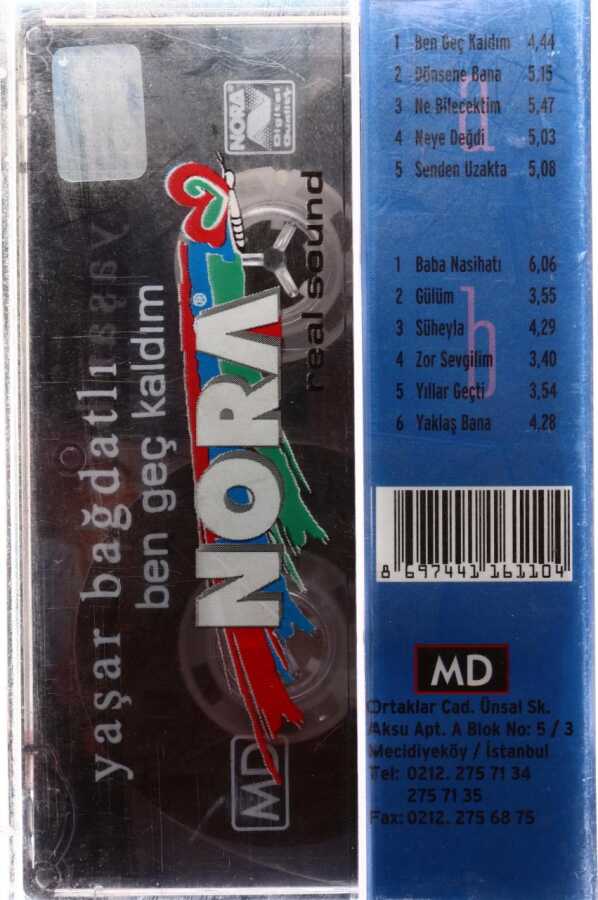 yaşar bağdatlı
ben geç kaldım
MD
NORA®
real sound
NORA
Digital
Quality
a
1 Ben Geç Kaldım 4,44
2 Dönsene Bana 5,15
3 Ne Bilecektim 5,47
4 Neye Değdi 5,03
5 Senden Uzakta 5,08
b
1 Baba Nasihatı 6,06
2 Gülüm 3,55
3 Süheyla 4,29
4 Zor Sevgilim 3,40
5 Yıllar Geçti 3,54
6 Yaklaş Bana 4,28
8 697441 161104
MD
Ortaklar Cad. Ünsal Sk.
Aksu Apt. A Blok No: 5 / 3
Mecidiyeköy / İstanbul
Tel: 0212. 275 71 34
275 71 35
Fax: 0212. 275 68 75